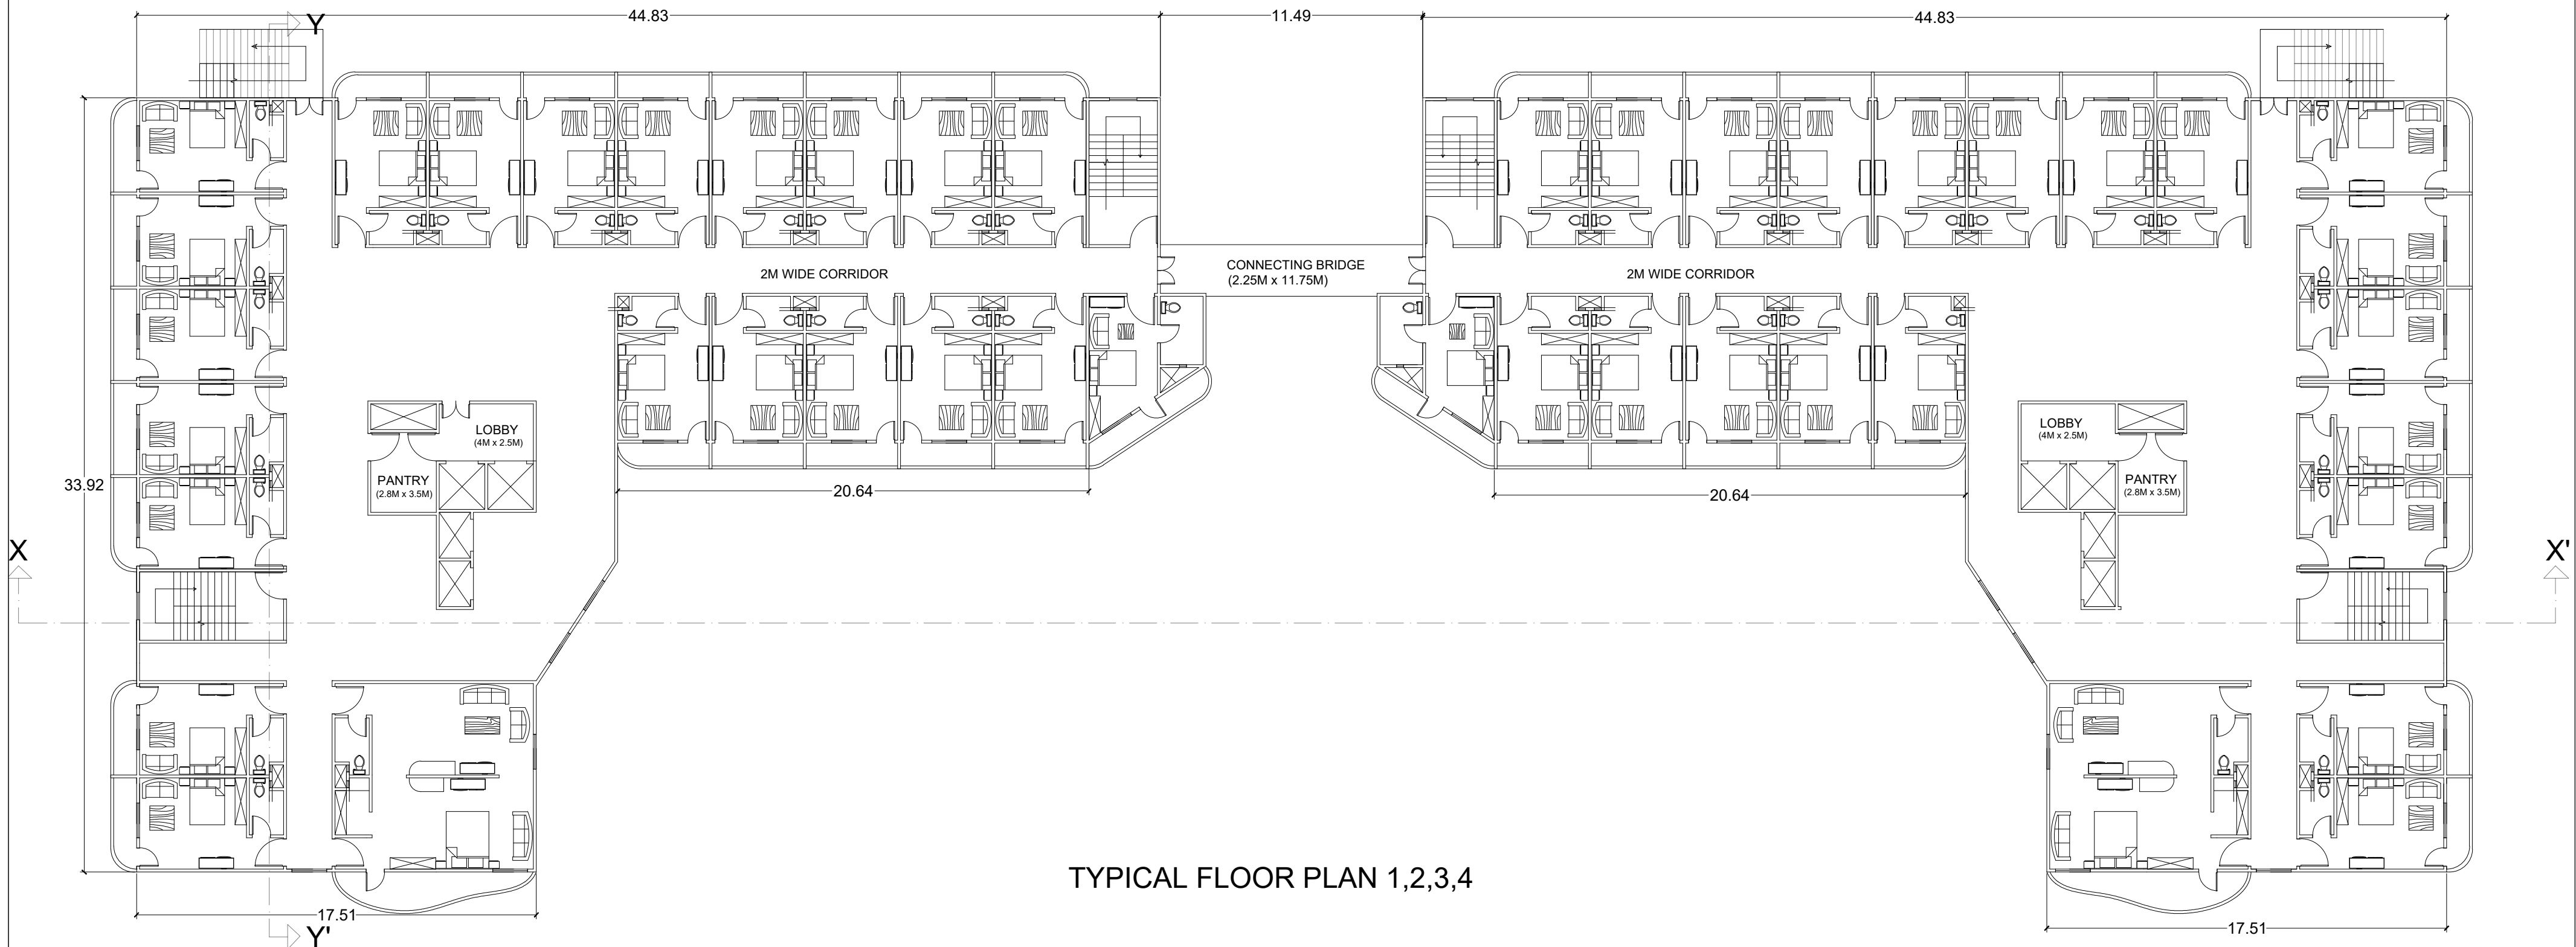 44.83
11.49
44.83
Y
2M WIDE CORRIDOR
CONNECTING BRIDGE
(2.25M x 11.75M)
2M WIDE CORRIDOR
LOBBY
(4M x 2.5M)
LOBBY
(4M x 2.5M)
33.92
PANTRY
(2.8M x 3.5M)
20.64
20.64
PANTRY
(2.8M x 3.5M)
X
X'
TYPICAL FLOOR PLAN 1,2,3,4
17.51
17.51
Y'